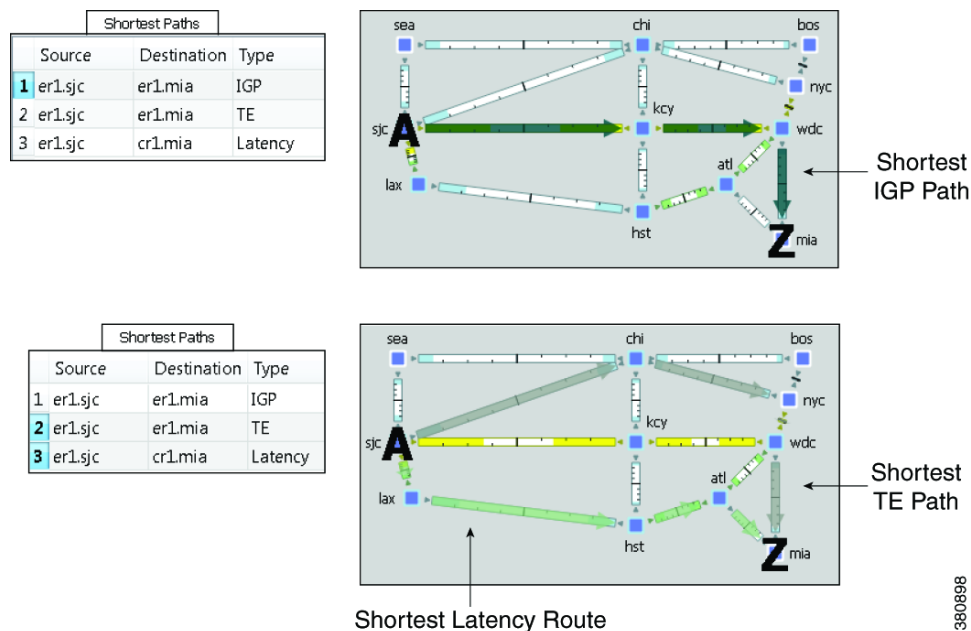 Shortest Paths
Source Destination Type
1 er1.sjc er1.mia IGP
2 er1.sjc er1.mia TE
3 er1.sjc cr1.mia Latency
sea
chi
bos
nyc
kcy
sjc
A
wdc
atl
lax
hst
Z
mia
Shortest
IGP Path
Shortest Paths
Source Destination Type
1 er1.sjc er1.mia IGP
2 er1.sjc er1.mia TE
3 er1.sjc cr1.mia Latency
sea
chi
bos
nyc
kcy
sjc
A
wdc
atl
lax
hst
Z
mia
Shortest
TE Path
Shortest Latency Route
380898